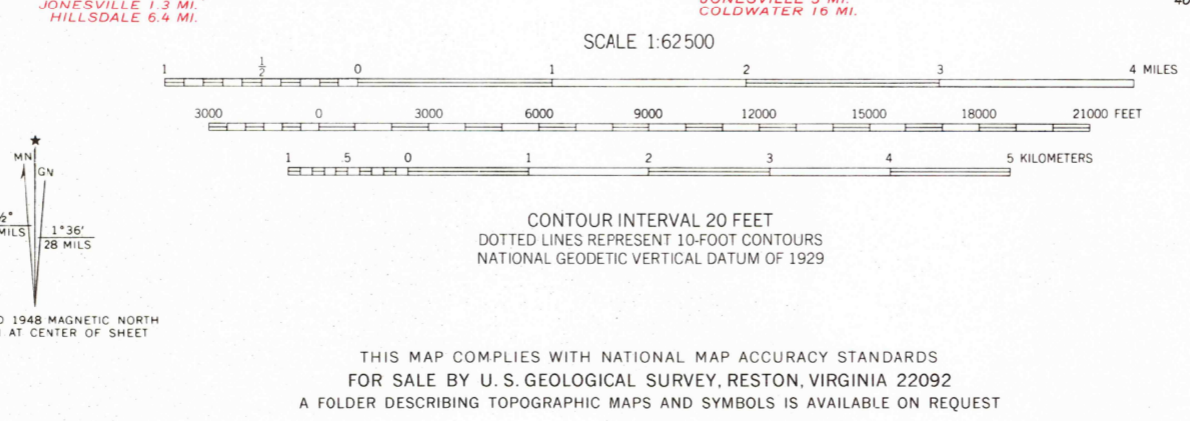 JONESVILLE 1.3 MI.
HILLSDALE 6.4 MI.
JONESVILLE 5 MI.
COLDWATER 16 MI.
SCALE 1:62500
1 1/2 0 1 2 3 4 MILES
3000 0 3000 6000 9000 12000 15000 18000 21000 FEET
1 .5 0 1 2 3 4 5 KILOMETERS
★
MN
GN
½°
MILS
1°36′
28 MILS
1948 MAGNETIC NORTH
AT CENTER OF SHEET
CONTOUR INTERVAL 20 FEET
DOTTED LINES REPRESENT 10-FOOT CONTOURS
NATIONAL GEODETIC VERTICAL DATUM OF 1929
THIS MAP COMPLIES WITH NATIONAL MAP ACCURACY STANDARDS
FOR SALE BY U. S. GEOLOGICAL SURVEY, RESTON, VIRGINIA 22092
A FOLDER DESCRIBING TOPOGRAPHIC MAPS AND SYMBOLS IS AVAILABLE ON REQUEST